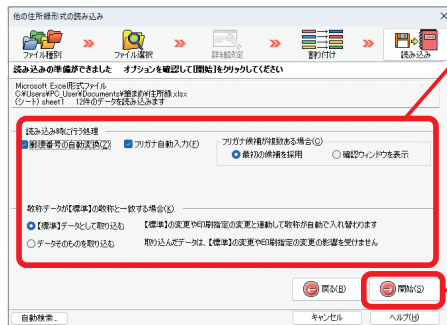 他の住所録形式の読み込み
ファイル種別 » ファイル選択 » 詳細設定 » 割り付け » 読み込み
読み込みの準備ができました オプションを確認して[開始]をクリックしてください
Microsoft Excel形式ファイル
C:¥Users¥PC_User¥Documents¥筆まめ¥住所録.xlsx
(シート) sheet1 12件のデータを読み込みます
読み込み時に行う処理
郵便番号の自動変換(Z) フリガナ自動入力(F)
フリガナ候補が複数ある場合(C)
最初の候補を採用 確認ウィンドウを表示
敬称データが【標準】の敬称と一致する場合(K)
【標準】データとして取り込む 【標準】の変更や印刷指定の変更と連動して敬称が自動で入れ替わります
データそのものを取り込む 取り込んだデータは、【標準】の変更や印刷指定の変更の影響を受けません
戻る(B) 開始(S)
自動検索... キャンセル ヘルプ(H)